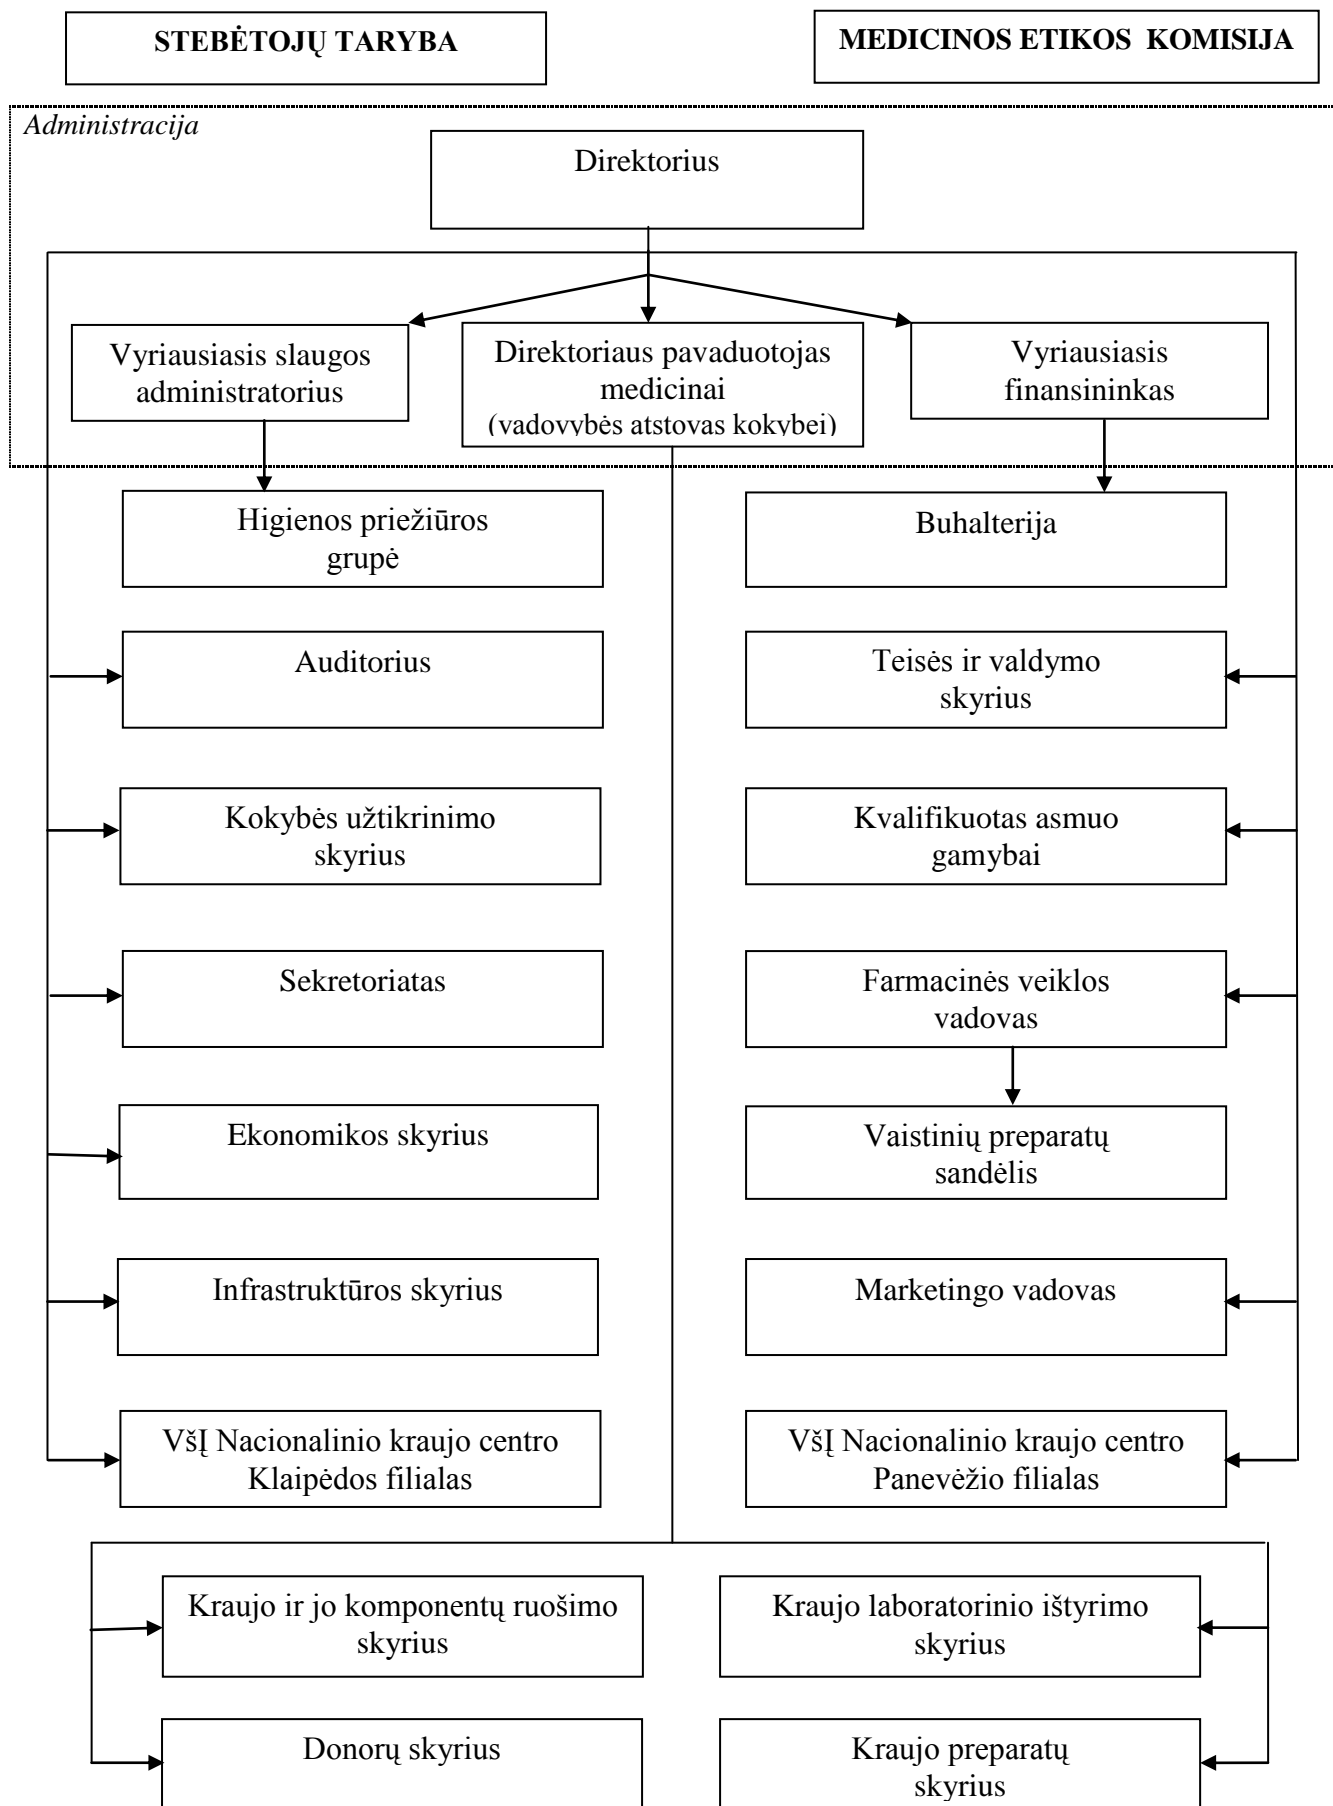 STEBĖTOJŲ TARYBA
MEDICINOS ETIKOS KOMISIJA
Administracija
Direktorius
Vyriausiasis slaugos
administratorius
Direktoriaus pavaduotojas
medicinai
(vadovybės atstovas kokybei)
Vyriausiasis
finansininkas
Higienos priežiūros
grupė
Buhalterija
Auditorius
Teisės ir valdymo
skyrius
Kokybės užtikrinimo
skyrius
Kvalifikuotas asmuo
gamybai
Sekretoriatas
Farmacinės veiklos
vadovas
Ekonomikos skyrius
Vaistinių preparatų
sandėlis
Infrastruktūros skyrius
Marketingo vadovas
VšĮ Nacionalinio kraujo centro
Klaipėdos filialas
VšĮ Nacionalinio kraujo centro
Panevėžio filialas
Kraujo ir jo komponentų ruošimo
skyrius
Kraujo laboratorinio ištyrimo
skyrius
Donorų skyrius
Kraujo preparatų
skyrius